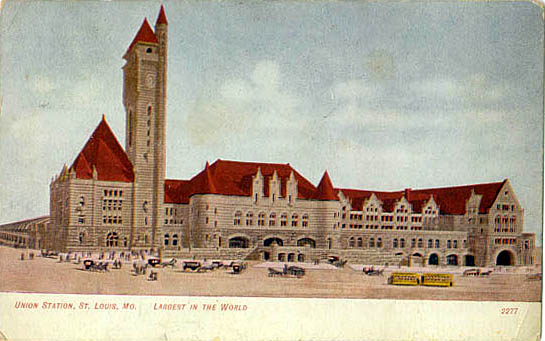 UNION STATION, ST. LOUIS, MO. LARGEST IN THE WORLD 2277